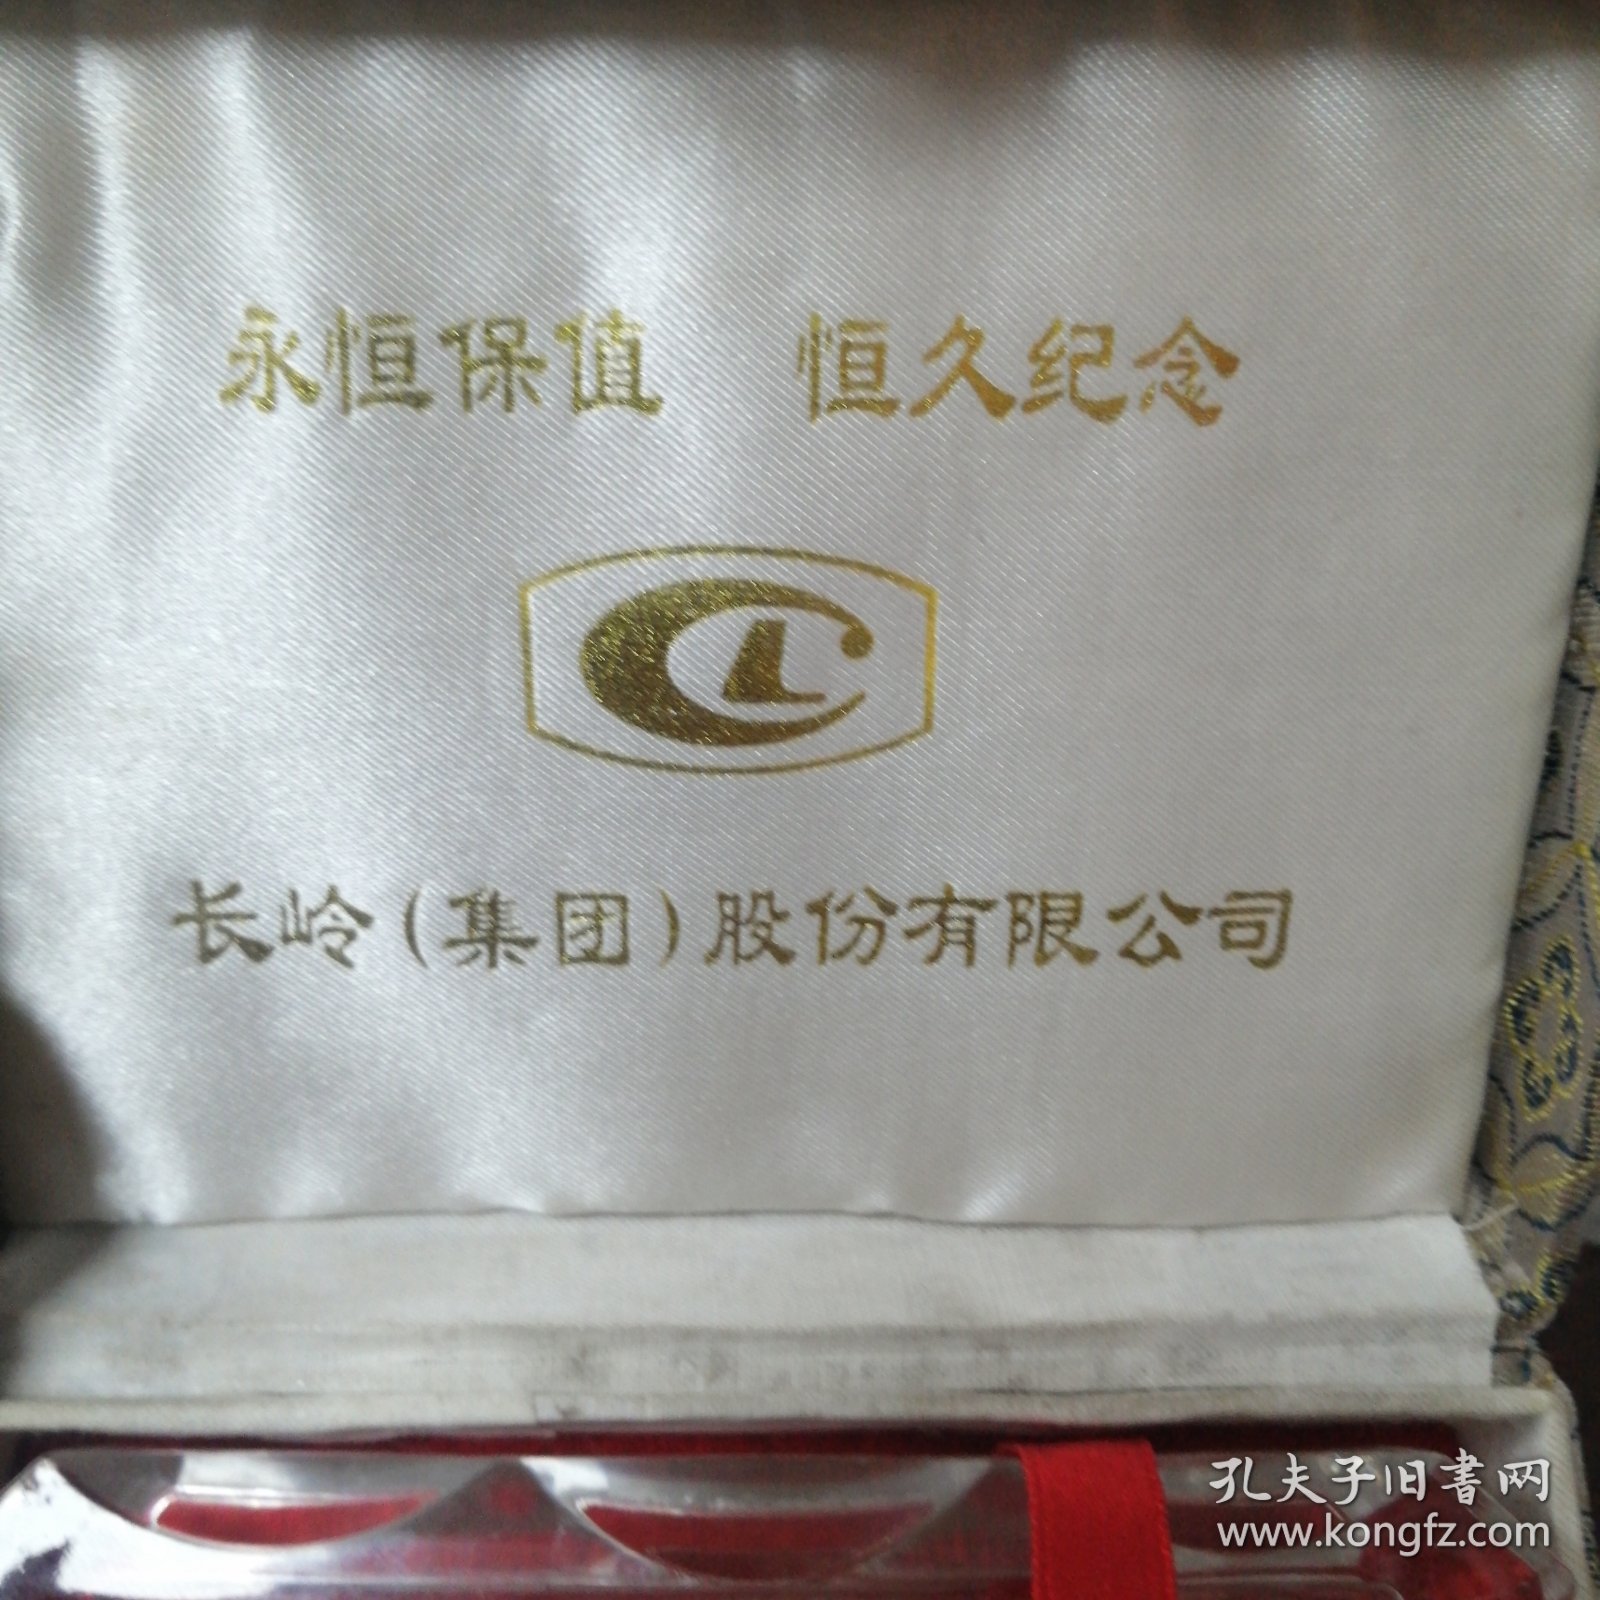 永恒保值 恒久纪念
CL
长岭(集团)股份有限公司
孔夫子旧书网
www.kongfz.com